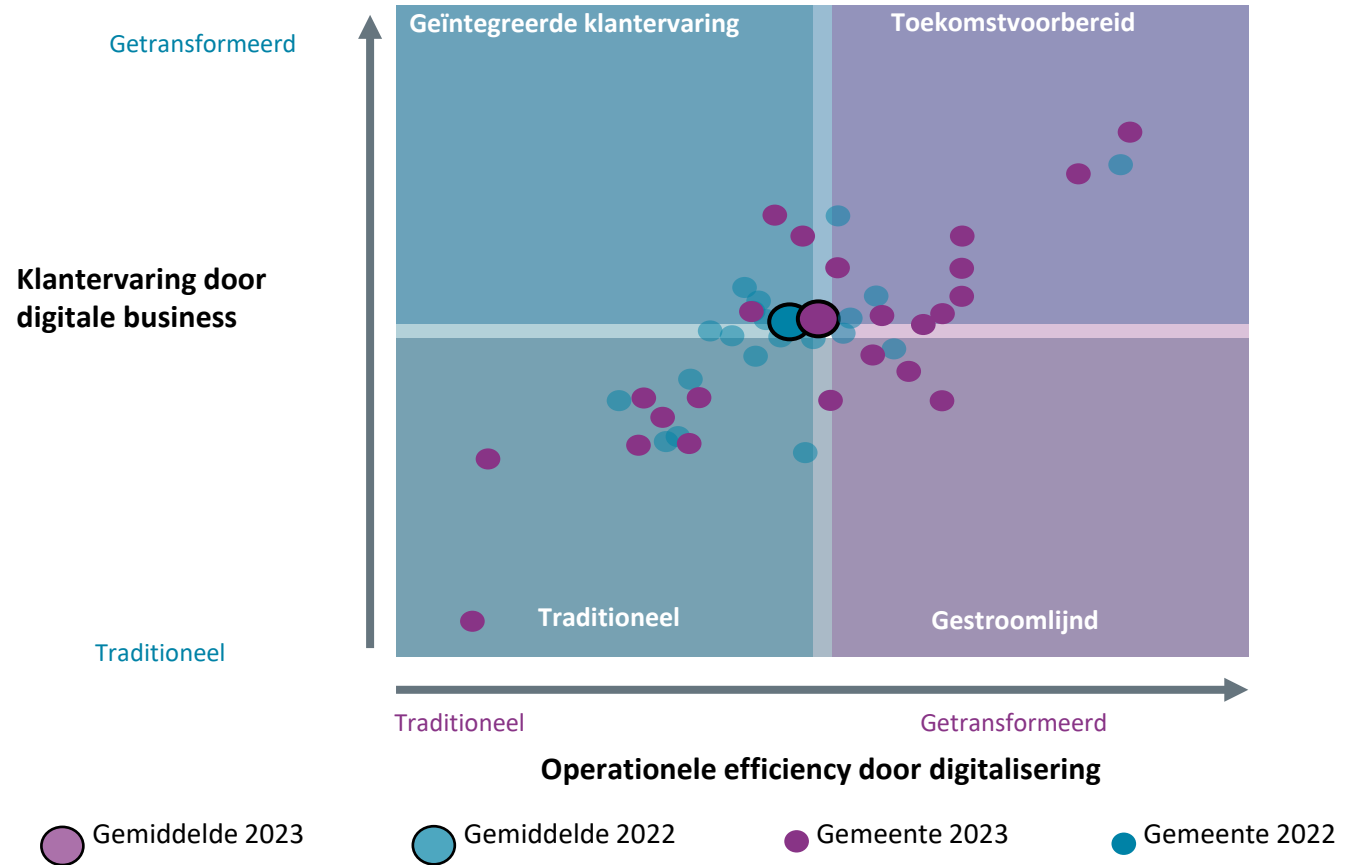 Getransformeerd
Geïntegreerde klantervaring
Toekomstvoorbereid
Klantervaring door
digitale business
Traditioneel
Gestroomlijnd
Traditioneel
Traditioneel
Getransformeerd
Operationele efficiency door digitalisering
Gemiddelde 2023
Gemiddelde 2022
Gemeente 2023
Gemeente 2022